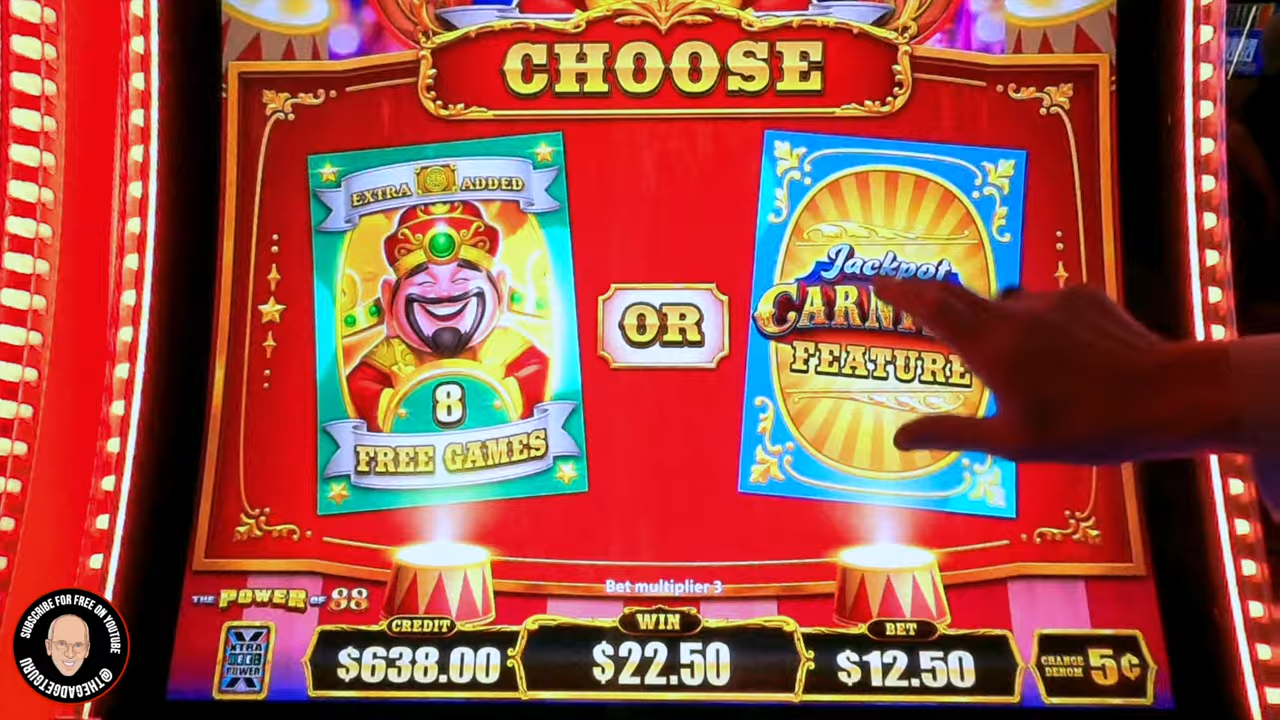 CHOOSE
EXTRA ADDED
8
FREE GAMES
OR
Jackpot
FEATURE
Bet multiplier 3
THE POWER OF 88
CREDIT
$638.00
WIN
$22.50
BET
$12.50
CHANGE
DENOM
5¢
XTRA
POWER
SUBSCRIBE FOR FREE ON YOUTUBE
@THEGADGETGURU